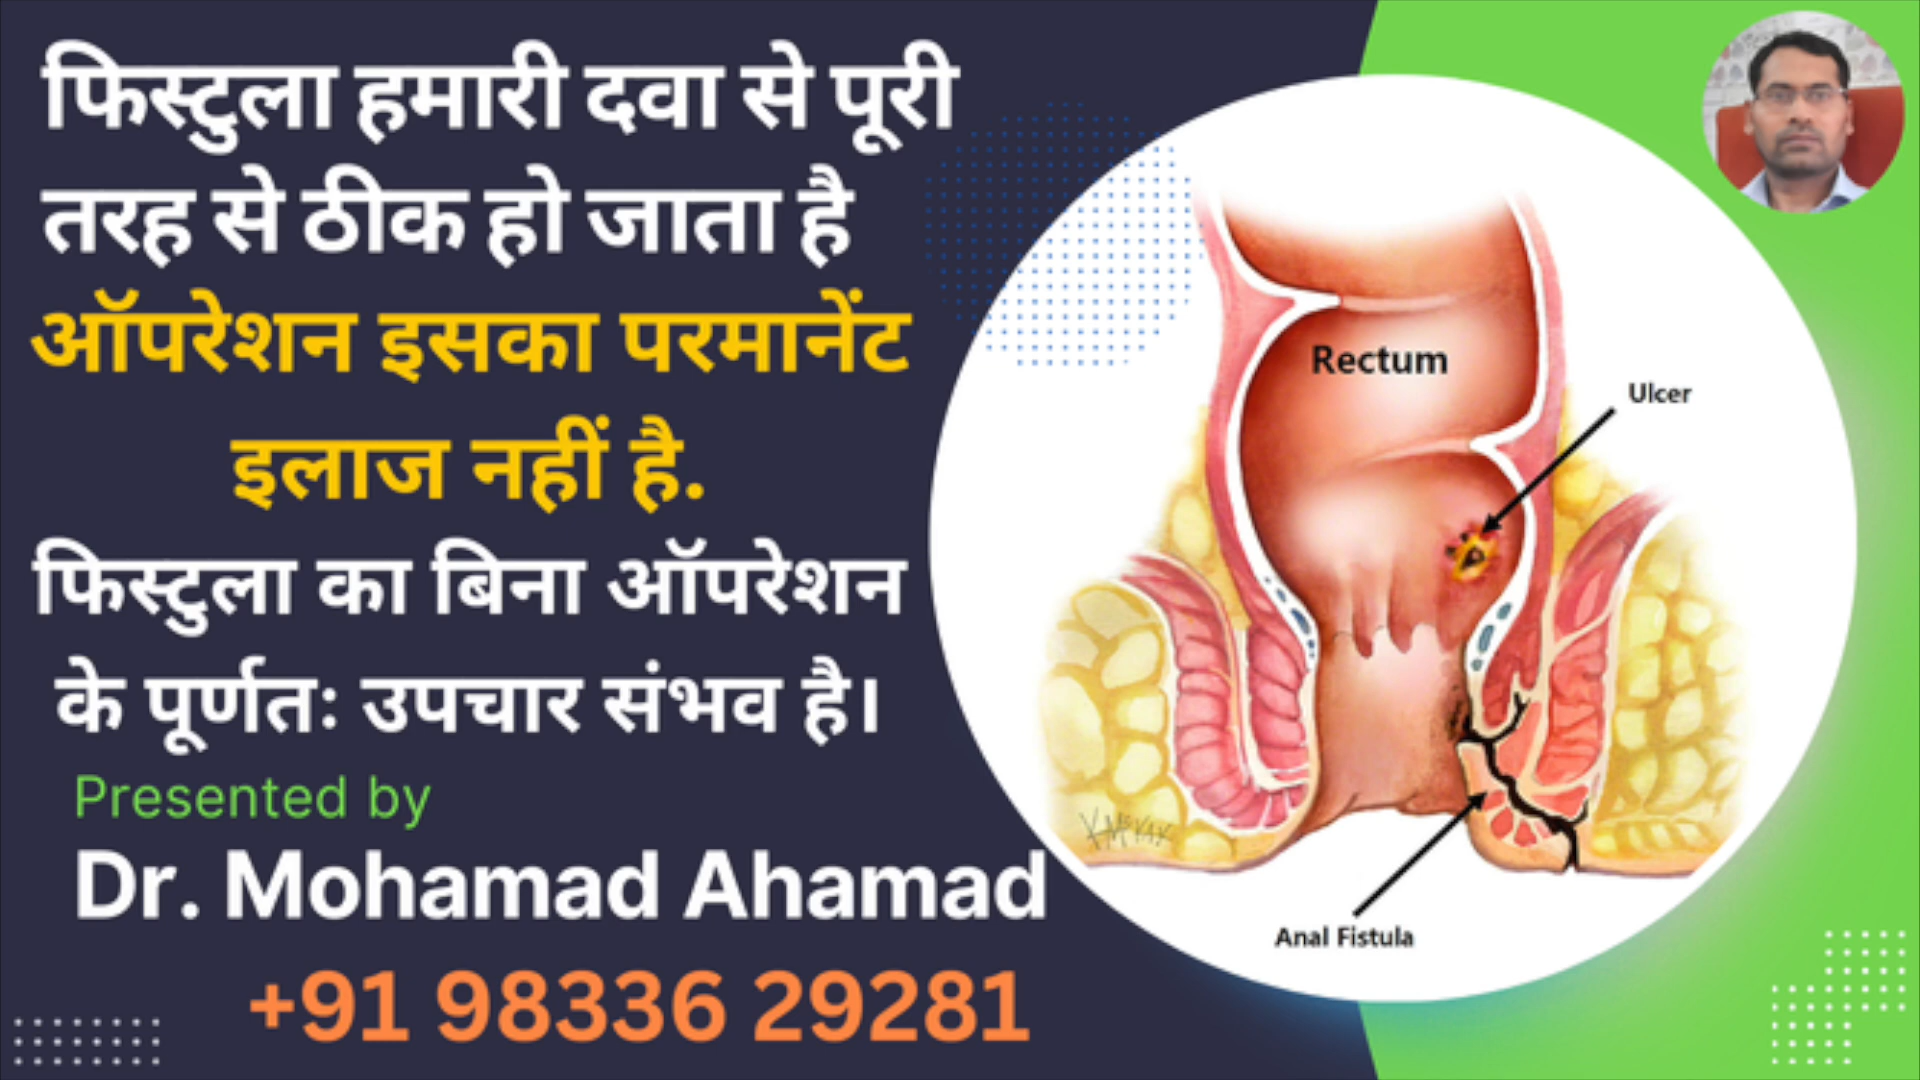 फिस्टुला हमारी दवा से पूरी
तरह से ठीक हो जाता है
ऑपरेशन इसका परमानेंट
इलाज नहीं है.
फिस्टुला का बिना ऑपरेशन
के पूर्णतः उपचार संभव है।
Presented by
Dr. Mohamad Ahamad
+91 98336 29281
Rectum
Ulcer
Anal Fistula